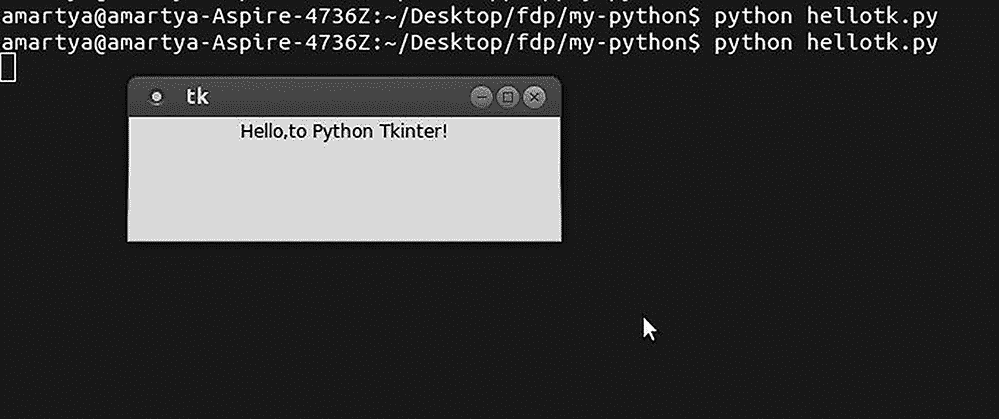 amartya@amartya-Aspire-4736Z:~/Desktop/fdp/my-python$ python hellotk.py
amartya@amartya-Aspire-4736Z:~/Desktop/fdp/my-python$ python hellotk.py
tk
Hello,to Python Tkinter!